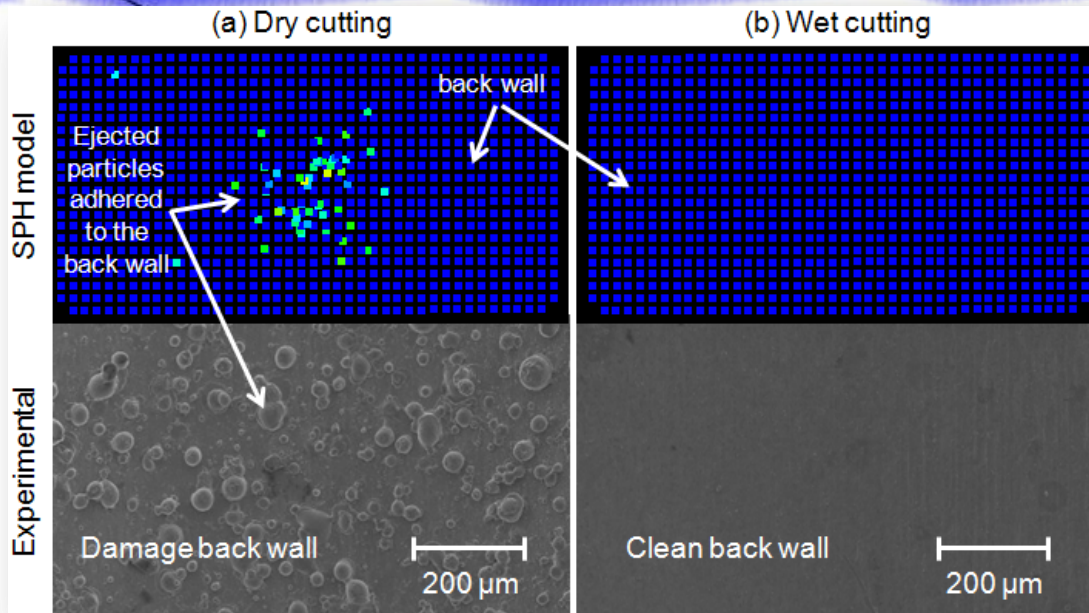 (a) Dry cutting
(b) Wet cutting
SPH model
back wall
Ejected
particles
adhered
to the
back wall
Experimental
Damage back wall
200 µm
Clean back wall
200 µm